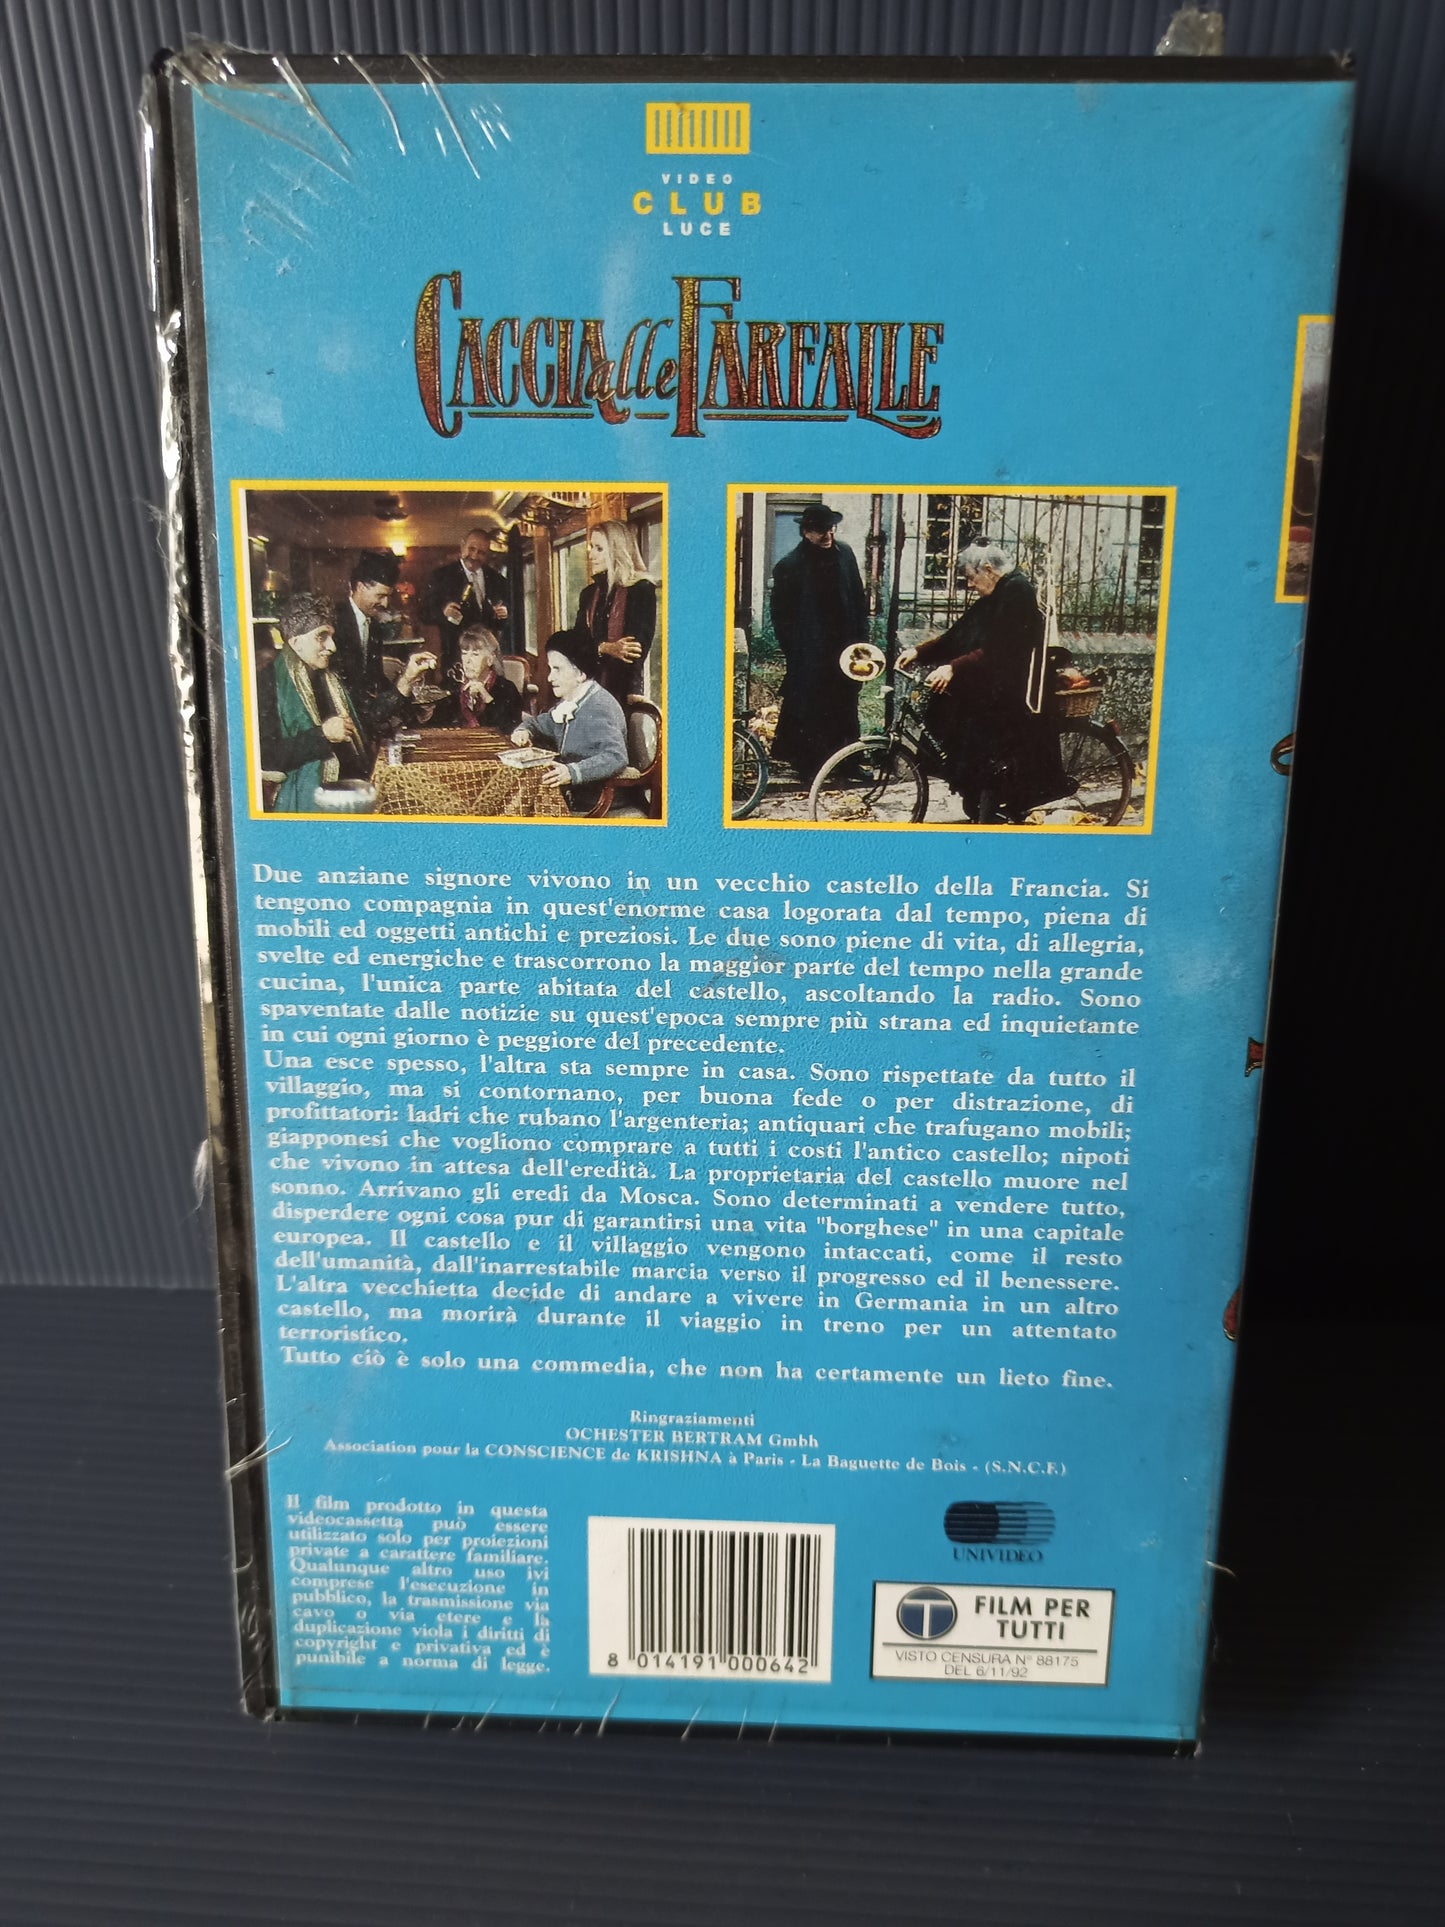 VIDEO
CLUB
LUCE
CACCIA alle FARFALLE
Due anziane signore vivono in un vecchio castello della Francia. Si
tengono compagnia in quest'enorme casa logorata dal tempo, piena di
mobili ed oggetti antichi e preziosi. Le due sono piene di vita, di allegria,
svelte ed energiche e trascorrono la maggior parte del tempo nella grande
cucina, l'unica parte abitata del castello, ascoltando la radio. Sono
spaventate dalle notizie su quest'epoca sempre più strana ed inquietante
in cui ogni giorno è peggiore del precedente.
Una esce spesso, l'altra sta sempre in casa. Sono rispettate da tutto il
villaggio, ma si contornano, per buona fede o per distrazione, di
profittatori: ladri che rubano l'argenteria; antiquari che trafugano mobili;
giapponesi che vogliono comprare a tutti i costi l'antico castello; nipoti
che vivono in attesa dell'eredità. La proprietaria del castello muore nel
sonno. Arrivano gli eredi da Mosca. Sono determinati a vendere tutto,
disperdere ogni cosa pur di garantirsi una vita "borghese" in una capitale
europea. Il castello e il villaggio vengono intaccati, come il resto
dell'umanità, dall'inarrestabile marcia verso il progresso ed il benessere.
L'altra vecchietta decide di andare a vivere in Germania in un altro
castello, ma morirà durante il viaggio in treno per un attentato
terroristico.
Tutto ciò è solo una commedia, che non ha certamente un lieto fine.
Ringraziamenti
OCHESTER BERTRAM Gmbh
Association pour la CONSCIENCE de KRISHNA à Paris - La Baguette de Bois - (S.N.C.F.)
Il film prodotto in questa
videocassetta può essere
utilizzato solo per proiezioni
private a carattere familiare.
Qualunque altro uso ivi
comprese l'esecuzione in
pubblico, la trasmissione via
cavo o via etere e la
duplicazione viola i diritti di
copyright e privativa ed è
punibile a norma di legge.
8 014191 000642
UNIVIDEO
T FILM PER
TUTTI
VISTO CENSURA N° 88175
DEL 6/11/92